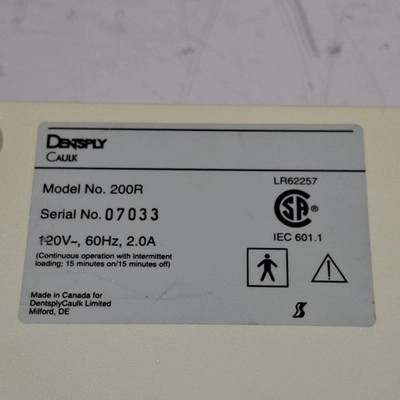 DENTSPLY
CAULK
Model No. 200R
Serial No. 07033
120V~, 60Hz, 2.0A
(Continuous operation with intermittent
loading; 15 minutes on/15 minutes off)
Made in Canada for
DentsplyCaulk Limited
Milford, DE
LR62257
CSA®
IEC 601.1